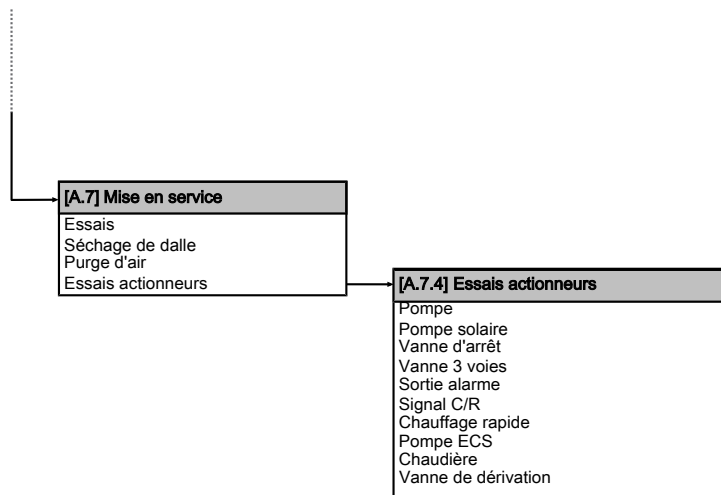 [A.7] Mise en service
Essais
Séchage de dalle
Purge d'air
Essais actionneurs
[A.7.4] Essais actionneurs
Pompe
Pompe solaire
Vanne d'arrêt
Vanne 3 voies
Sortie alarme
Signal C/R
Chauffage rapide
Pompe ECS
Chaudière
Vanne de dérivation